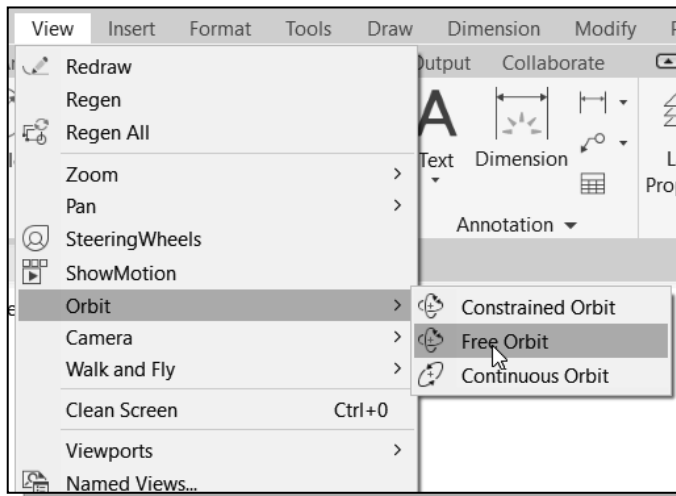 View Insert Format Tools Draw Dimension Modify
Output Collaborate
Redraw
Regen
Regen All
Zoom
Pan
SteeringWheels
ShowMotion
Orbit
Camera
Walk and Fly
Clean Screen Ctrl+0
Viewports
Named Views...
A
Text Dimension
Annotation
Constrained Orbit
Free Orbit
Continuous Orbit